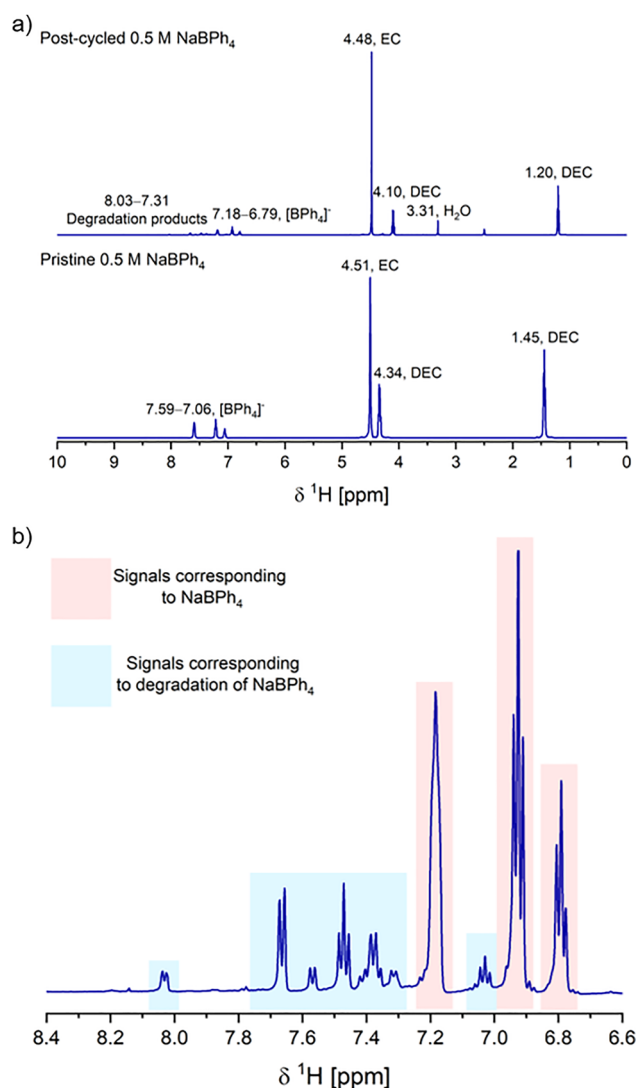 a)
Post-cycled 0.5 M NaBPh₄
4.48, EC
8.03–7.31
Degradation products
7.18–6.79, [BPh₄]⁻
4.10, DEC
3.31, H₂O
1.20, DEC
Pristine 0.5 M NaBPh₄
4.51, EC
4.34, DEC
1.45, DEC
7.59–7.06, [BPh₄]⁻
10 9 8 7 6 5 4 3 2 1 0
δ ¹H [ppm]
b)
Signals corresponding
to NaBPh₄
Signals corresponding
to degradation of NaBPh₄
8.4 8.2 8.0 7.8 7.6 7.4 7.2 7.0 6.8 6.6
δ ¹H [ppm]